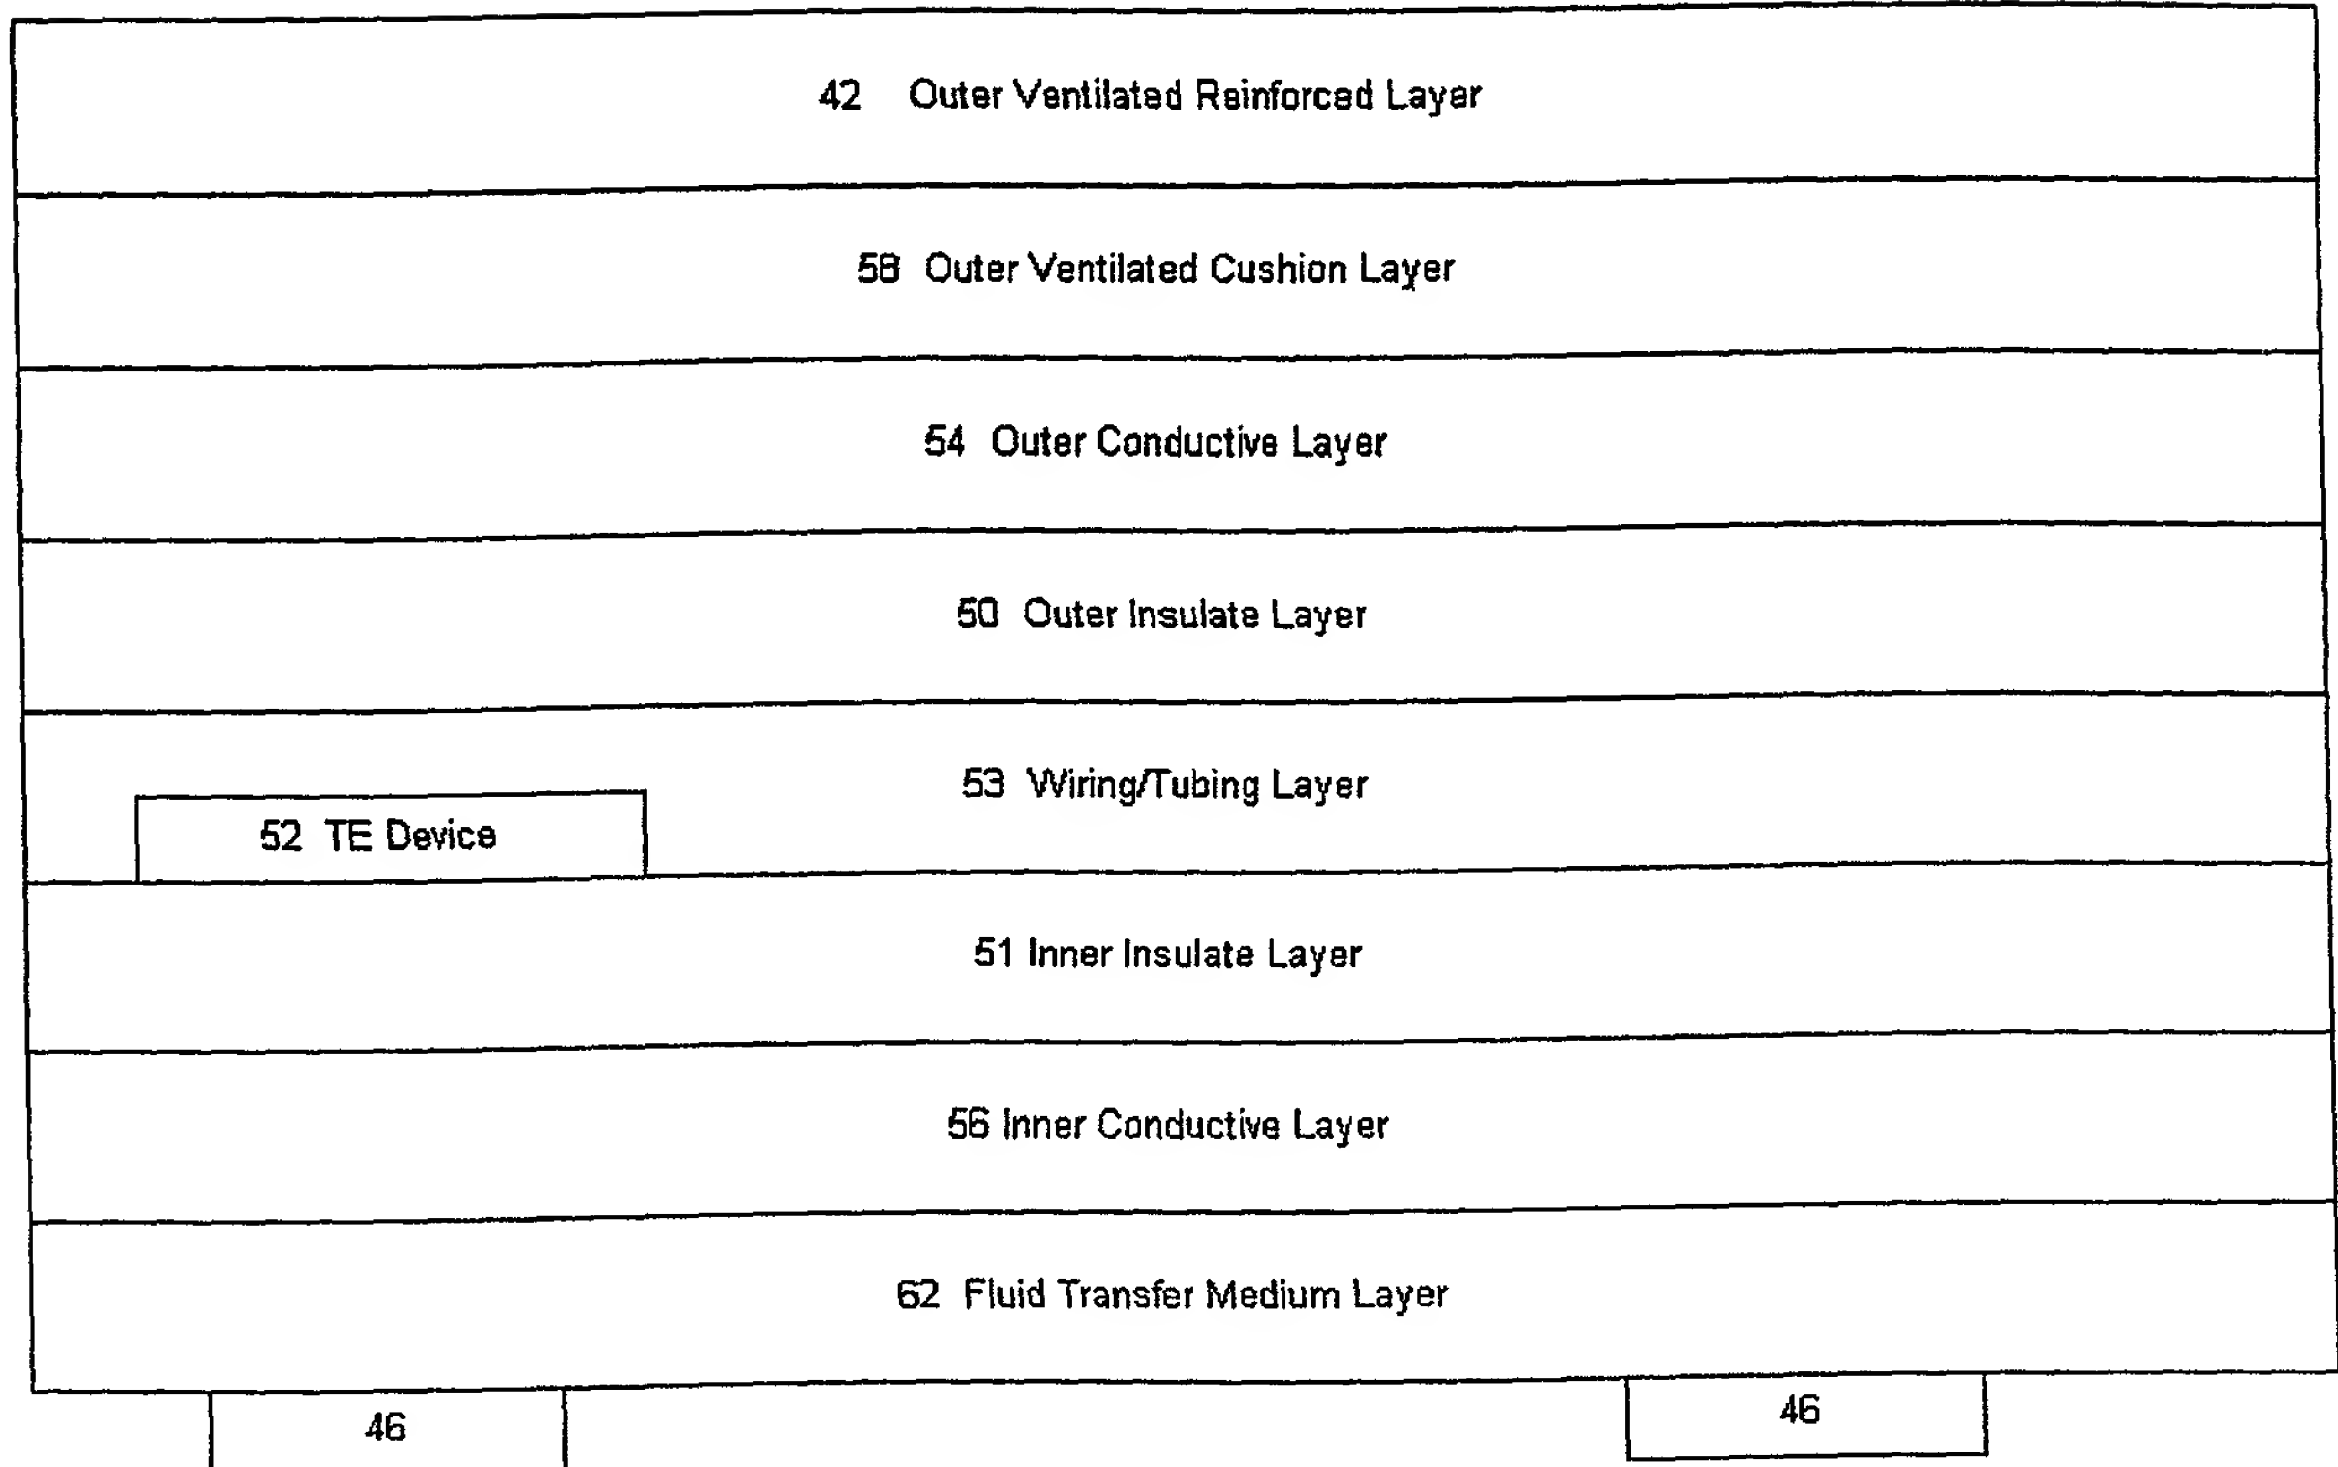 42 Outer Ventilated Reinforced Layer
58 Outer Ventilated Cushion Layer
54 Outer Conductive Layer
50 Outer Insulate Layer
53 Wiring/Tubing Layer
52 TE Device
51 Inner Insulate Layer
56 Inner Conductive Layer
62 Fluid Transfer Medium Layer
46
46